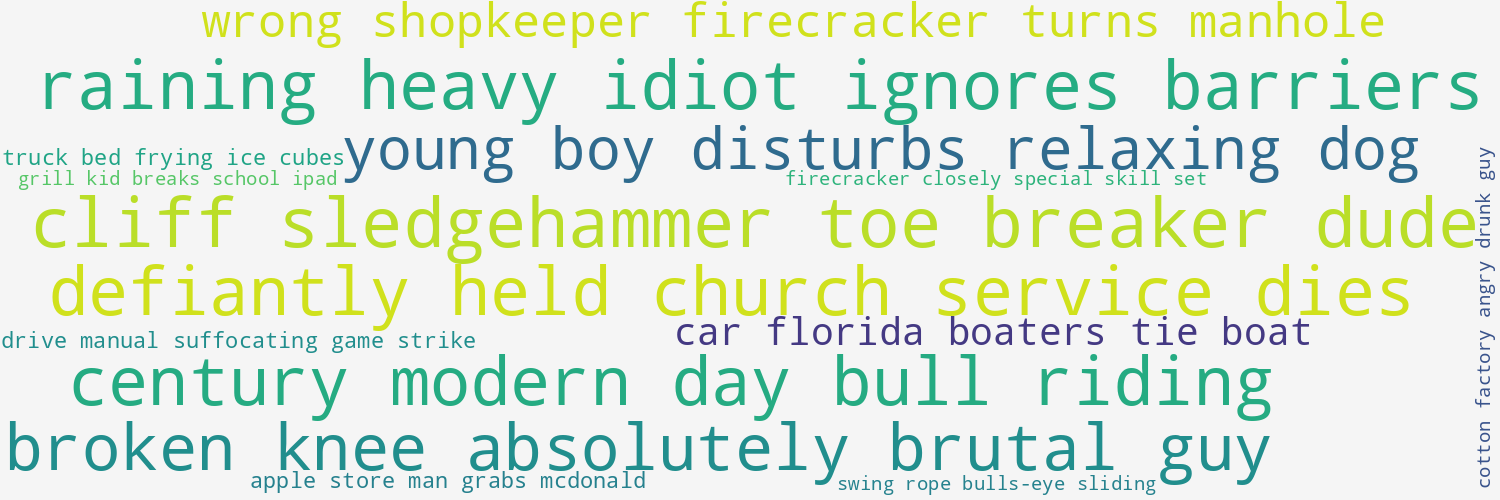 wrong shopkeeper firecracker turns manhole
raining heavy idiot ignores barriers
young boy disturbs relaxing dog
truck bed frying ice cubes
grill kid breaks school ipad
firecracker closely special skill set
cliff sledgehammer toe breaker dude
defiantly held church service dies
car florida boaters tie boat
drive manual suffocating game strike
century modern day bull riding
broken knee absolutely brutal guy
apple store man grabs mcdonald
swing rope bulls-eye sliding
cotton factory angry drunk guy